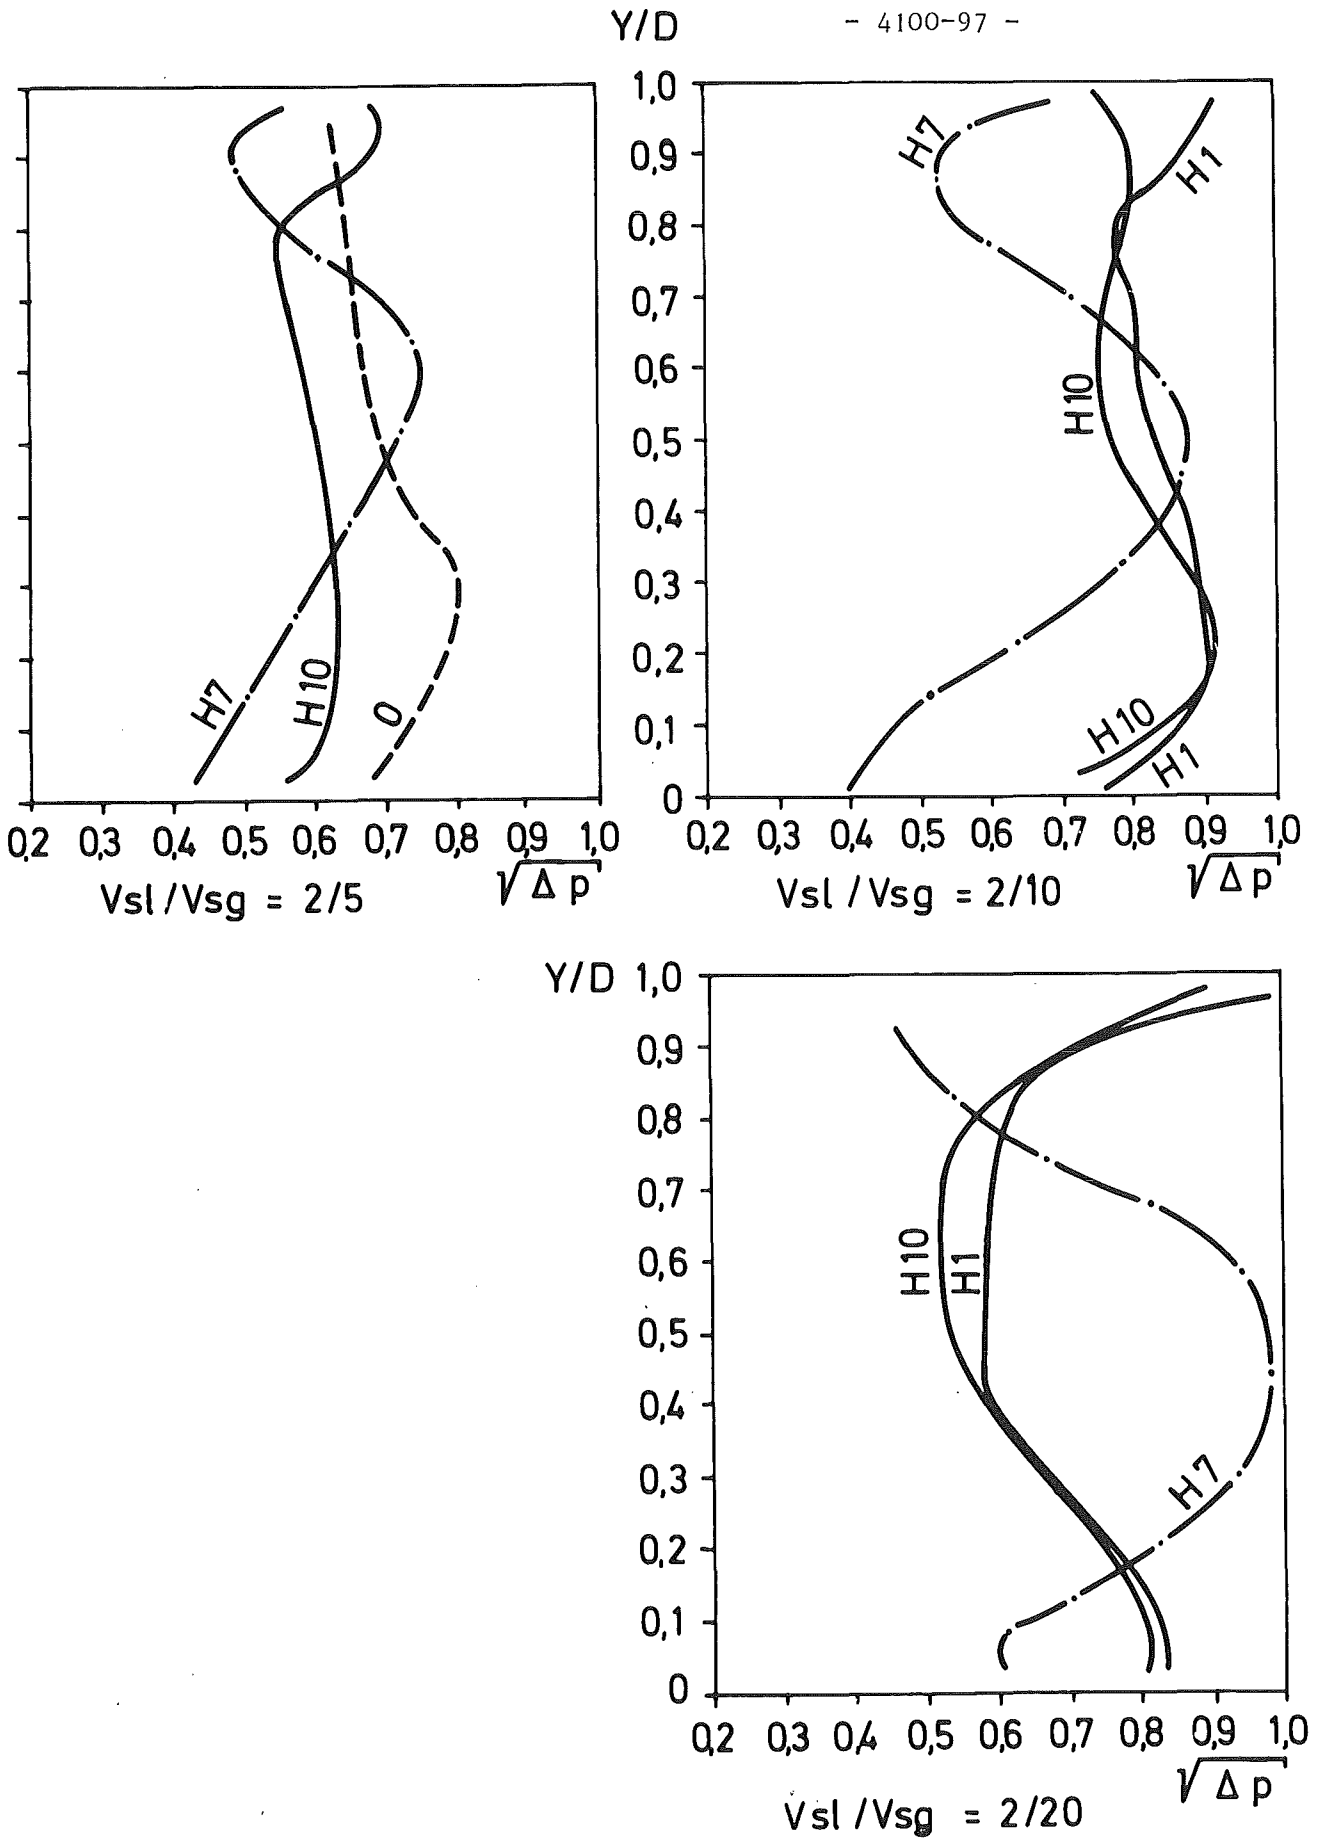 Y/D
- 4100-97 -
H7
H10
0
0,2 0,3 0,4 0,5 0,6 0,7 0,8 0,9 1,0
√Δp
Vsl/Vsg = 2/5
1,0
0,9
0,8
0,7
0,6
0,5
0,4
0,3
0,2
0,1
0
H7
H1
H10
H10
H1
0,2 0,3 0,4 0,5 0,6 0,7 0,8 0,9 1,0
√Δp
Vsl/Vsg = 2/10
Y/D 1,0
0,9
0,8
0,7
0,6
0,5
0,4
0,3
0,2
0,1
0
H10
H1
H7
0,2 0,3 0,4 0,5 0,6 0,7 0,8 0,9 1,0
√Δp
Vsl/Vsg = 2/20